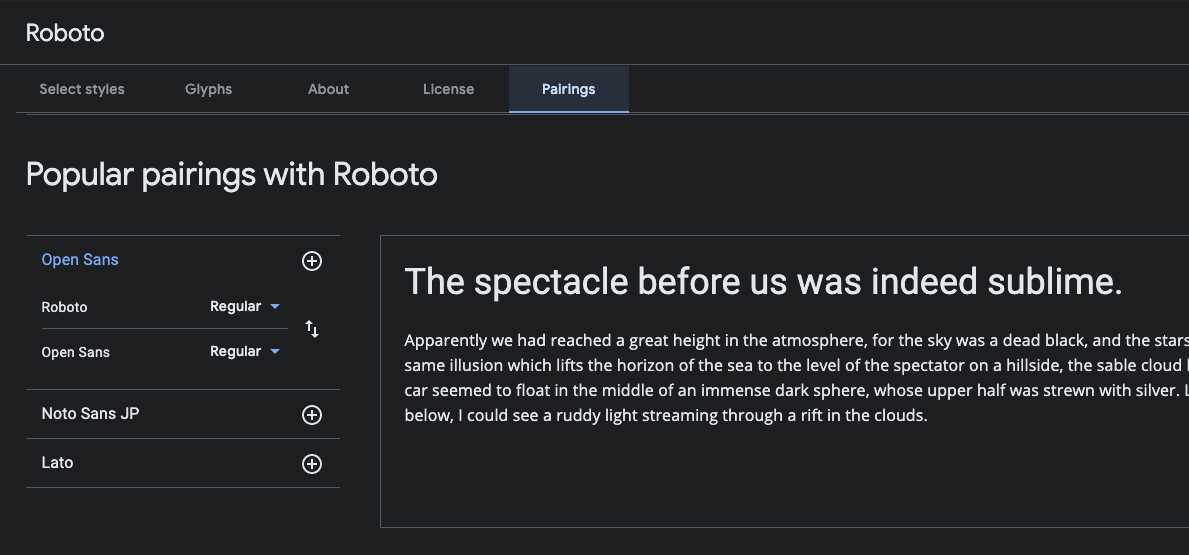 Roboto
Select styles Glyphs About License Pairings
Popular pairings with Roboto
Open Sans
Roboto Regular
Open Sans Regular
Noto Sans JP
Lato
The spectacle before us was indeed sublime.
Apparently we had reached a great height in the atmosphere, for the sky was a dead black, and the stars
same illusion which lifts the horizon of the sea to the level of the spectator on a hillside, the sable cloud
car seemed to float in the middle of an immense dark sphere, whose upper half was strewn with silver.
below, I could see a ruddy light streaming through a rift in the clouds.